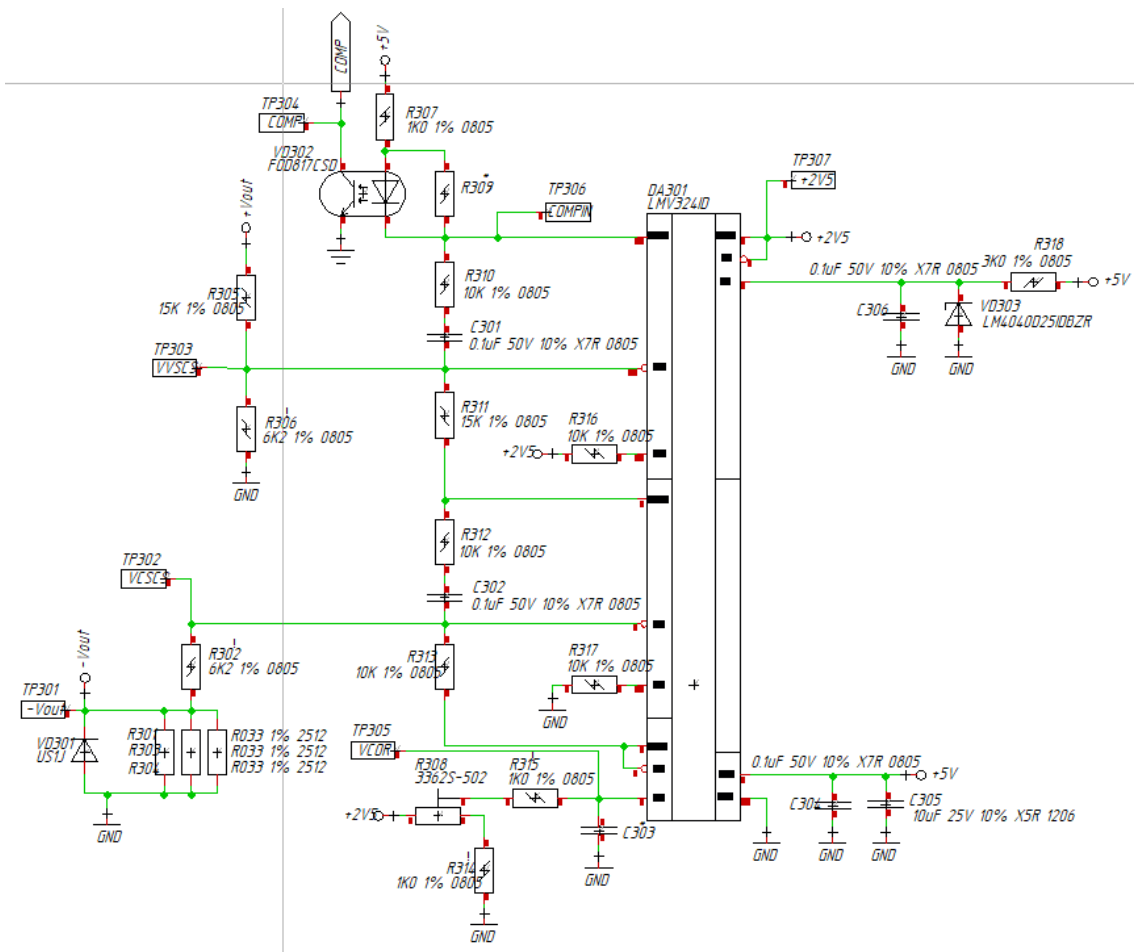 COMP
+5V
TP304
COMP
R307
1K0 1% 0805
VD302
FOD817CSD
R309*
TP306
COMPIN
DA301
LMV324ID
TP307
+2V5
+2V5
+Vout
R305
15K 1% 0805
R310
10K 1% 0805
C301
0.1uF 50V 10% X7R 0805
0.1uF 50V 10% X7R 0805
R318
3K0 1% 0805
+5V
C306
VD303
LM4040D25IDBZR
GND
GND
TP303
VVSCS
R306
6K2 1% 0805
GND
R311
15K 1% 0805
R316
10K 1% 0805
+2V5
R312
10K 1% 0805
TP302
VCSCS
C302
0.1uF 50V 10% X7R 0805
R302
6K2 1% 0805
R313
10K 1% 0805
R317
10K 1% 0805
GND
-Vout
TP301
-Vout
VD301
US1J
R301
R303
R304
R033 1% 2512
R033 1% 2512
R033 1% 2512
GND
TP305
VCOR
R308
3362S-502
R315
1K0 1% 0805
+2V5
C303*
GND
R314
1K0 1% 0805
GND
0.1uF 50V 10% X7R 0805
+5V
C304
C305
10uF 25V 10% X5R 1206
GND
GND
GND